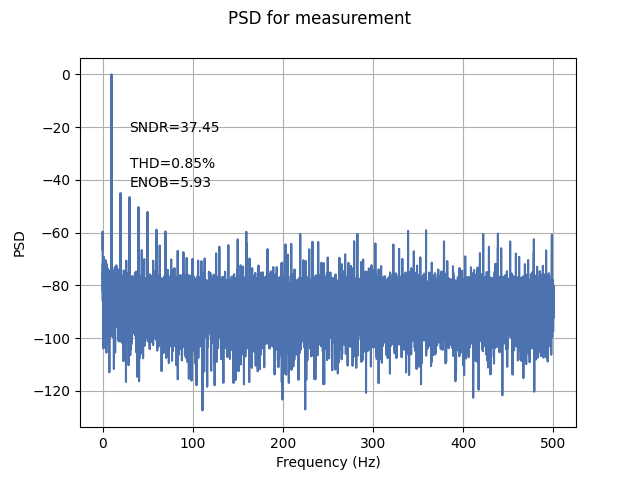 PSD for measurement
0
−20
−40
−60
−80
−100
−120
PSD
SNDR=37.45
THD=0.85%
ENOB=5.93
0
100
200
300
400
500
Frequency (Hz)